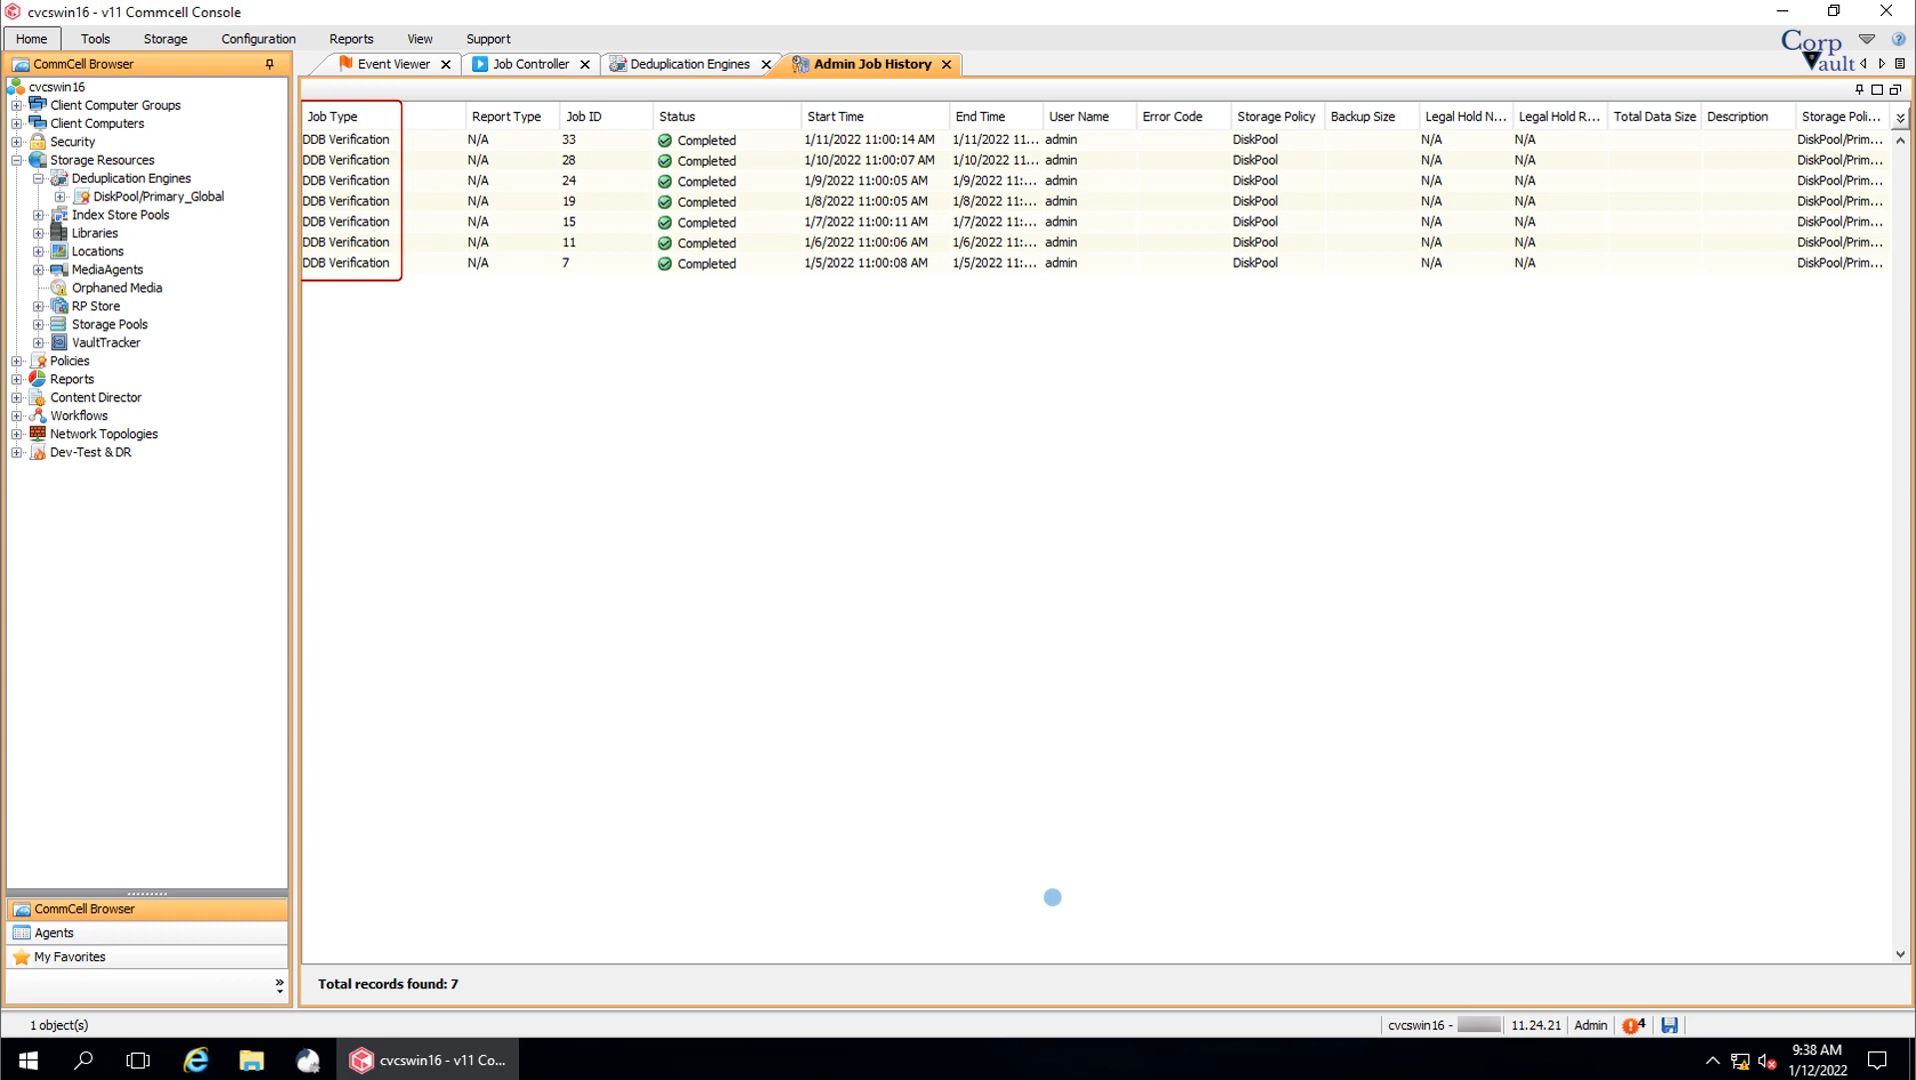 cvcswin16 - v11 Commcell Console
Home Tools Storage Configuration Reports View Support
Corp Vault
CommCell Browser
Event Viewer Job Controller Deduplication Engines Admin Job History
cvcswin16
Client Computer Groups
Client Computers
Security
Storage Resources
Deduplication Engines
DiskPool/Primary_Global
Index Store Pools
Libraries
Locations
MediaAgents
Orphaned Media
RP Store
Storage Pools
VaultTracker
Policies
Reports
Content Director
Workflows
Network Topologies
Dev-Test & DR
Job Type Report Type Job ID Status Start Time End Time User Name Error Code Storage Policy Backup Size Legal Hold N... Legal Hold R... Total Data Size Description Storage Poli...
DDB Verification N/A 33 Completed 1/11/2022 11:00:14 AM 1/11/2022 11... admin DiskPool N/A N/A DiskPool/Prim...
DDB Verification N/A 28 Completed 1/10/2022 11:00:07 AM 1/10/2022 11... admin DiskPool N/A N/A DiskPool/Prim...
DDB Verification N/A 24 Completed 1/9/2022 11:00:05 AM 1/9/2022 11:... admin DiskPool N/A N/A DiskPool/Prim...
DDB Verification N/A 19 Completed 1/8/2022 11:00:05 AM 1/8/2022 11:... admin DiskPool N/A N/A DiskPool/Prim...
DDB Verification N/A 15 Completed 1/7/2022 11:00:11 AM 1/7/2022 11:... admin DiskPool N/A N/A DiskPool/Prim...
DDB Verification N/A 11 Completed 1/6/2022 11:00:06 AM 1/6/2022 11:... admin DiskPool N/A N/A DiskPool/Prim...
DDB Verification N/A 7 Completed 1/5/2022 11:00:08 AM 1/5/2022 11:... admin DiskPool N/A N/A DiskPool/Prim...
CommCell Browser
Agents
My Favorites
Total records found: 7
1 object(s)
cvcswin16 - 11.24.21 Admin 4
cvcswin16 - v11 Co...
9:38 AM
1/12/2022